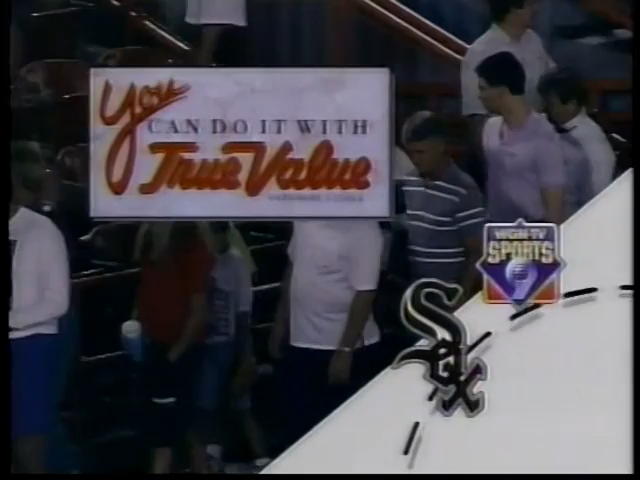 You
CAN DO IT WITH
True Value
WGN-TV
SPORTS
9
Sox